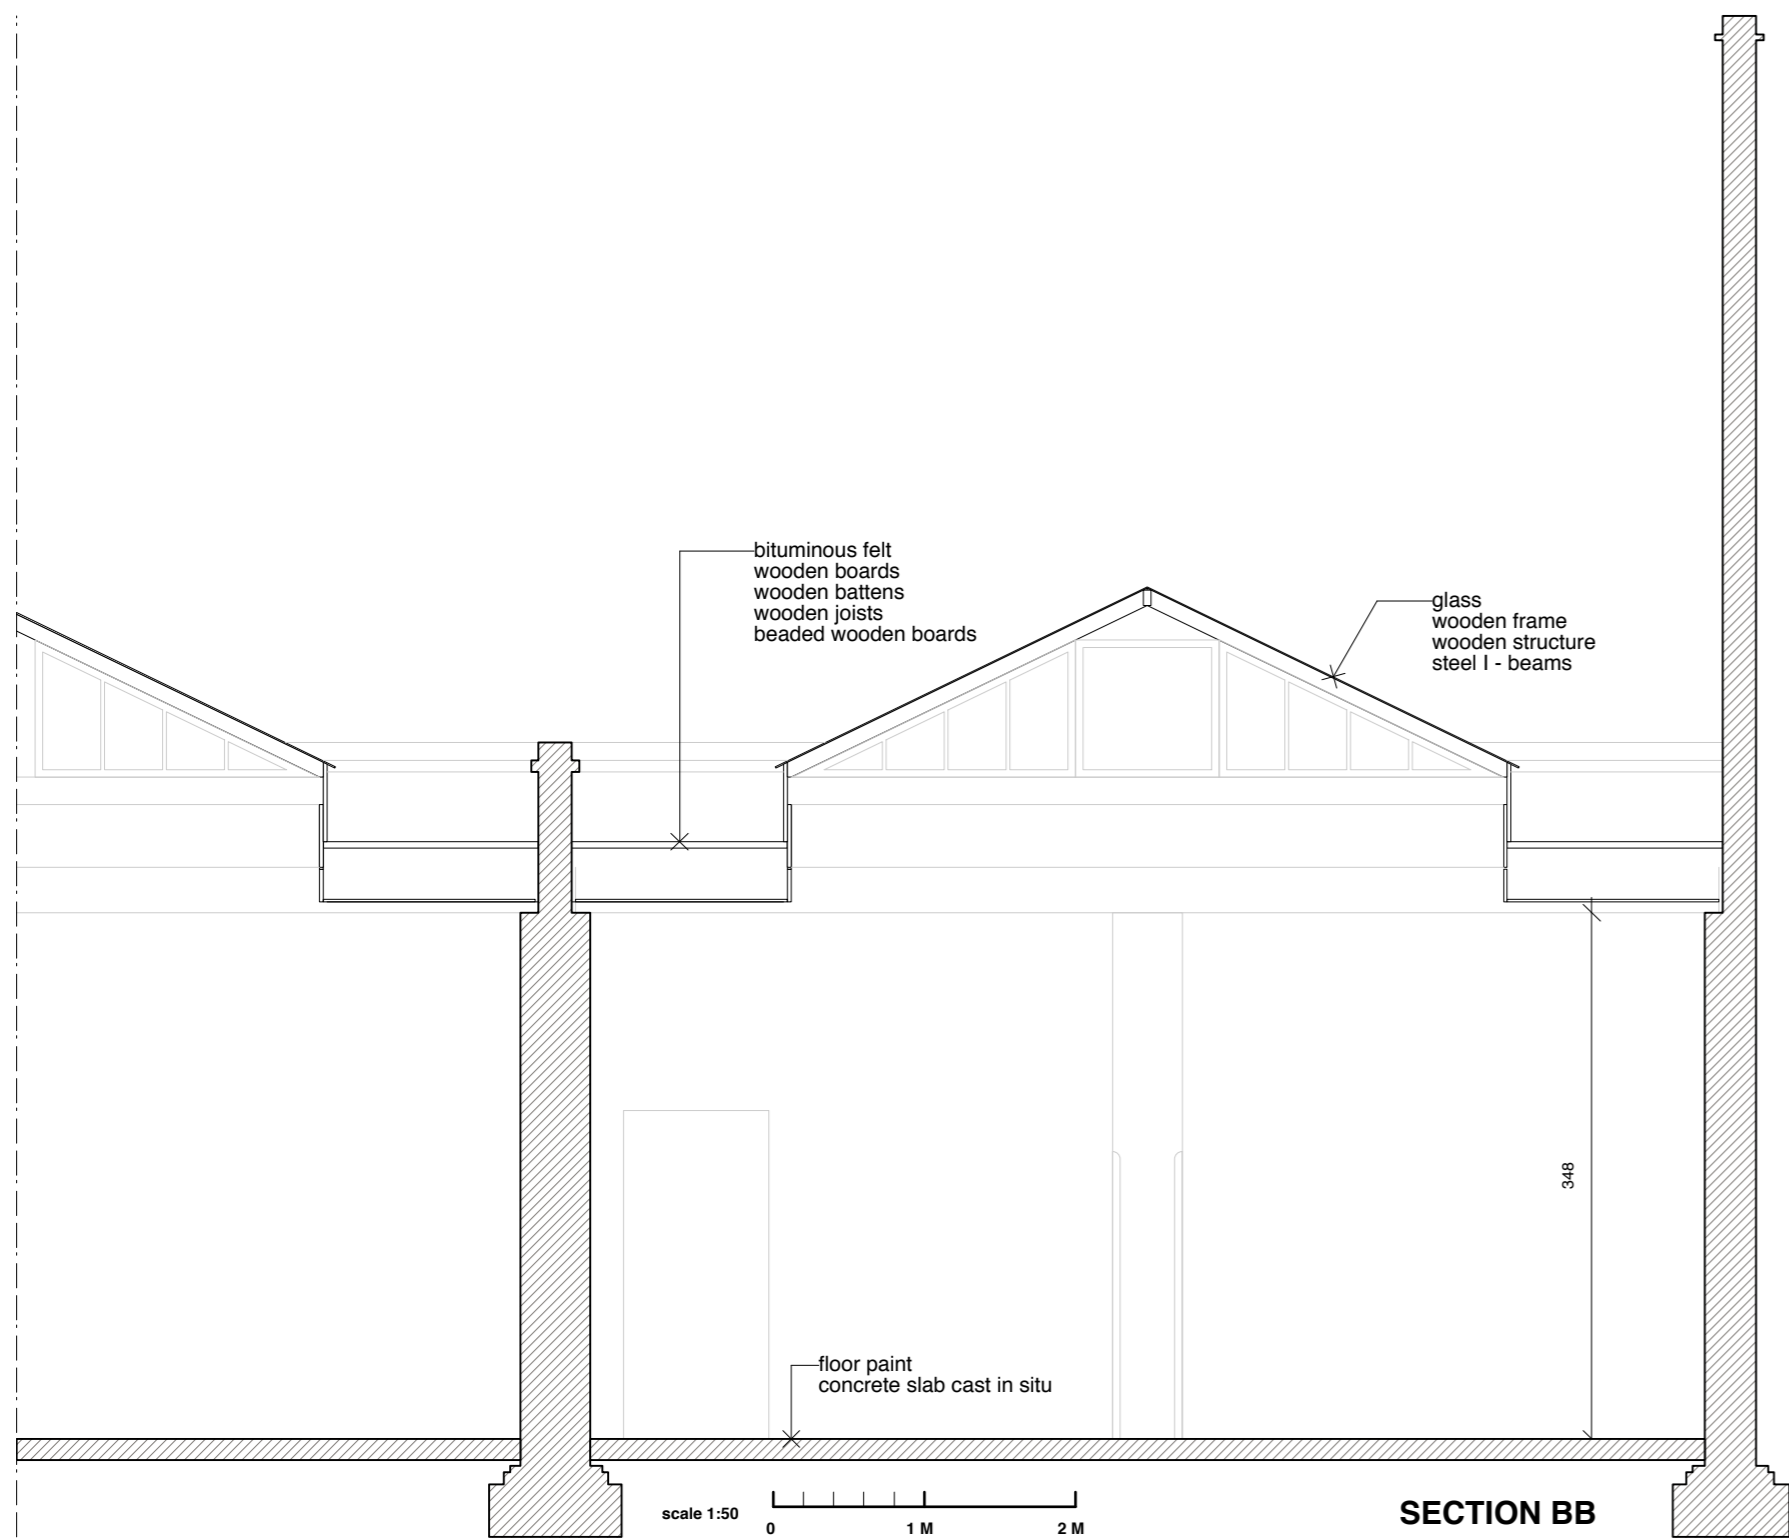 bituminous felt
wooden boards
wooden battens
wooden joists
beaded wooden boards
glass
wooden frame
wooden structure
steel I - beams
348
floor paint
concrete slab cast in situ
scale 1:50
0 1 M 2 M
SECTION BB